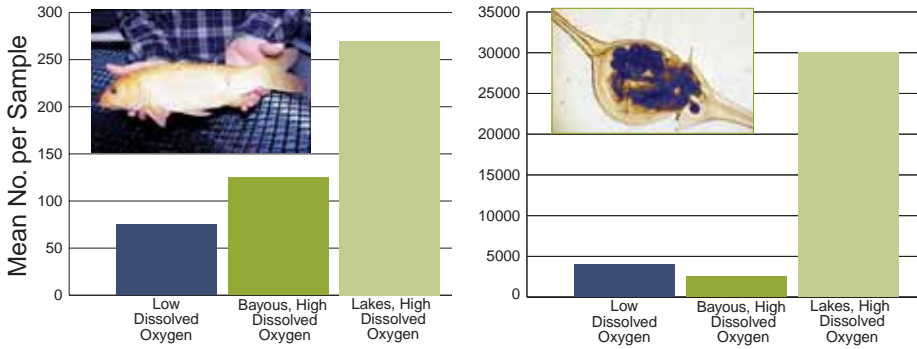 Mean No. per Sample
300
250
200
150
100
50
0
Low
Dissolved
Oxygen
Bayous, High
Dissolved
Oxygen
Lakes, High
Dissolved
Oxygen
35000
30000
25000
20000
15000
10000
5000
0
Low
Dissolved
Oxygen
Bayous, High
Dissolved
Oxygen
Lakes, High
Dissolved
Oxygen